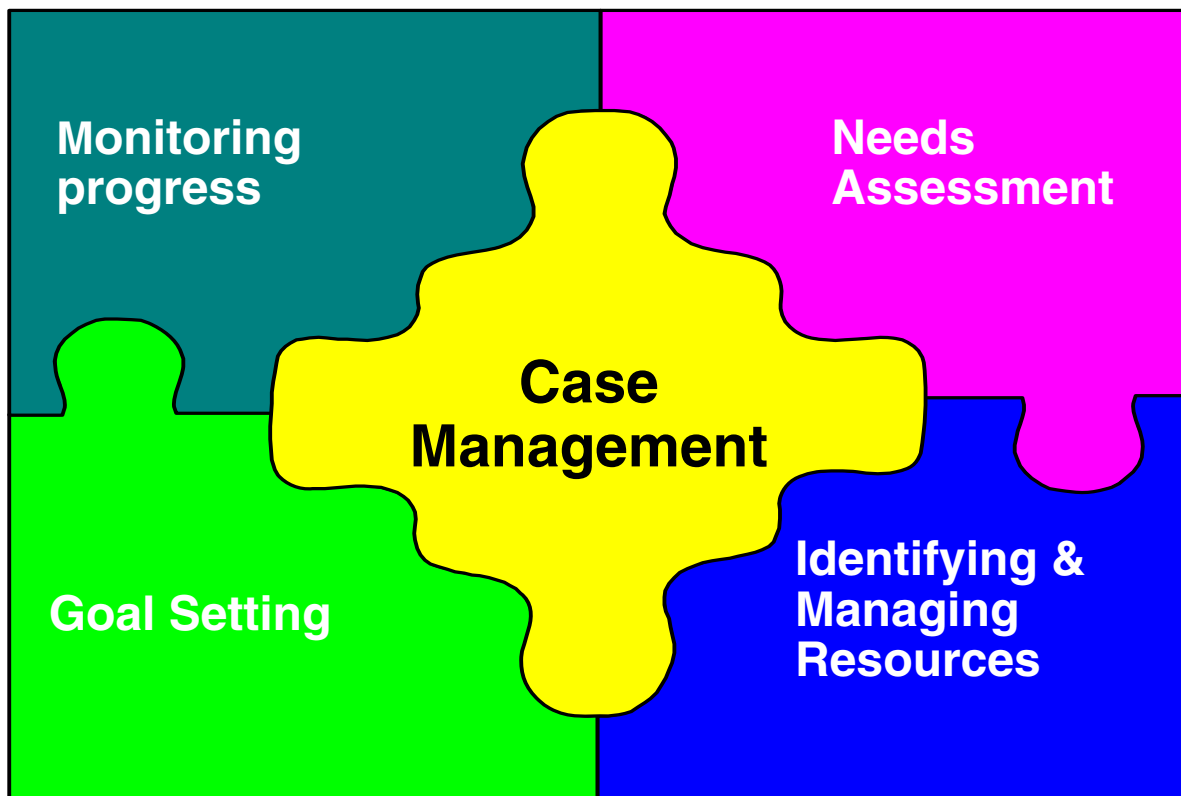 Monitoring
progress
Needs
Assessment
Case
Management
Goal Setting
Identifying &
Managing
Resources